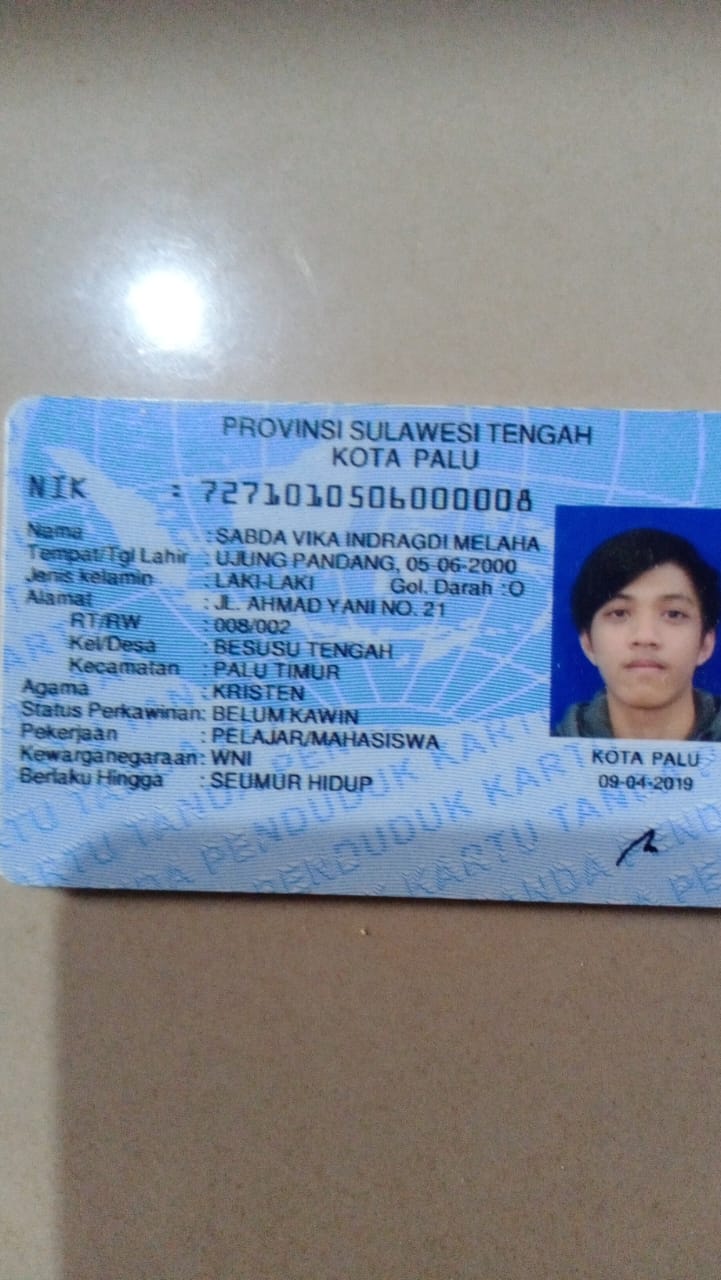 PROVINSI SULAWESI TENGAH
KOTA PALU
NIK : 7271010506000008
Nama : SABDA VIKA INDRAGDI MELAHA
Tempat/Tgl Lahir : UJUNG PANDANG, 05-06-2000
Jenis kelamin : LAKI-LAKI Gol. Darah : O
Alamat : JL. AHMAD YANI NO. 21
RT/RW : 008/002
Kel/Desa : BESUSU TENGAH
Kecamatan : PALU TIMUR
Agama : KRISTEN
Status Perkawinan: BELUM KAWIN
Pekerjaan : PELAJAR/MAHASISWA
Kewarganegaraan: WNI
Berlaku Hingga : SEUMUR HIDUP
KOTA PALU
09-04-2019
KARTU TANDA PENDUDUK KARTU TANDA PENDUDUK